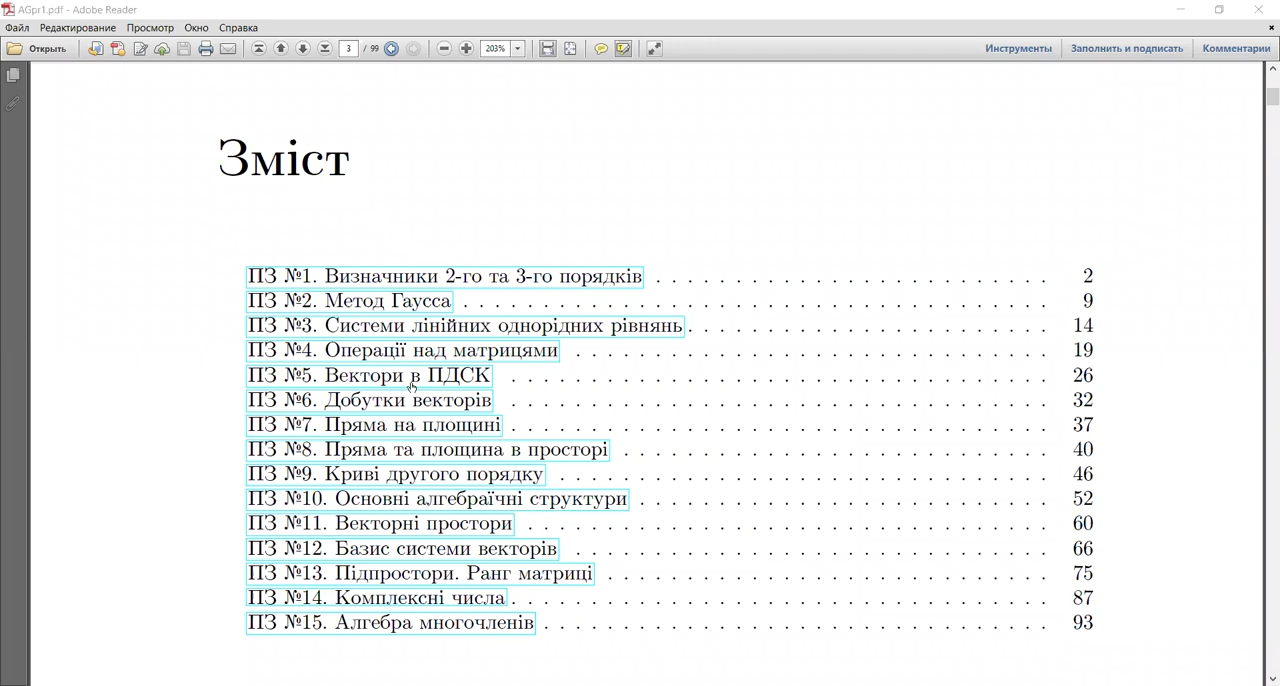 AGpr1.pdf - Adobe Reader
Файл Редактирование Просмотр Окно Справка
Открыть 3 / 99 203% Инструменты Заполнить и подписать Комментарии
Зміст
ПЗ №1. Визначники 2-го та 3-го порядків . . . . . . . . . . . . . . . . . . . . . . . . . 2
ПЗ №2. Метод Гаусса . . . . . . . . . . . . . . . . . . . . . . . . . . . . . . . . . . . . . 9
ПЗ №3. Системи лінійних однорідних рівнянь . . . . . . . . . . . . . . . . . . . . . . . 14
ПЗ №4. Операції над матрицями . . . . . . . . . . . . . . . . . . . . . . . . . . . . . . 19
ПЗ №5. Вектори в ПДСК . . . . . . . . . . . . . . . . . . . . . . . . . . . . . . . . . . 26
ПЗ №6. Добутки векторів . . . . . . . . . . . . . . . . . . . . . . . . . . . . . . . . . . 32
ПЗ №7. Пряма на площині . . . . . . . . . . . . . . . . . . . . . . . . . . . . . . . . . . 37
ПЗ №8. Пряма та площина в просторі . . . . . . . . . . . . . . . . . . . . . . . . . . . 40
ПЗ №9. Криві другого порядку . . . . . . . . . . . . . . . . . . . . . . . . . . . . . . . 46
ПЗ №10. Основні алгебраїчні структури . . . . . . . . . . . . . . . . . . . . . . . . . . 52
ПЗ №11. Векторні простори . . . . . . . . . . . . . . . . . . . . . . . . . . . . . . . . . 60
ПЗ №12. Базис системи векторів . . . . . . . . . . . . . . . . . . . . . . . . . . . . . . 66
ПЗ №13. Підпростори. Ранг матриці . . . . . . . . . . . . . . . . . . . . . . . . . . . . 75
ПЗ №14. Комплексні числа . . . . . . . . . . . . . . . . . . . . . . . . . . . . . . . . . . 87
ПЗ №15. Алгебра многочленів . . . . . . . . . . . . . . . . . . . . . . . . . . . . . . . . 93